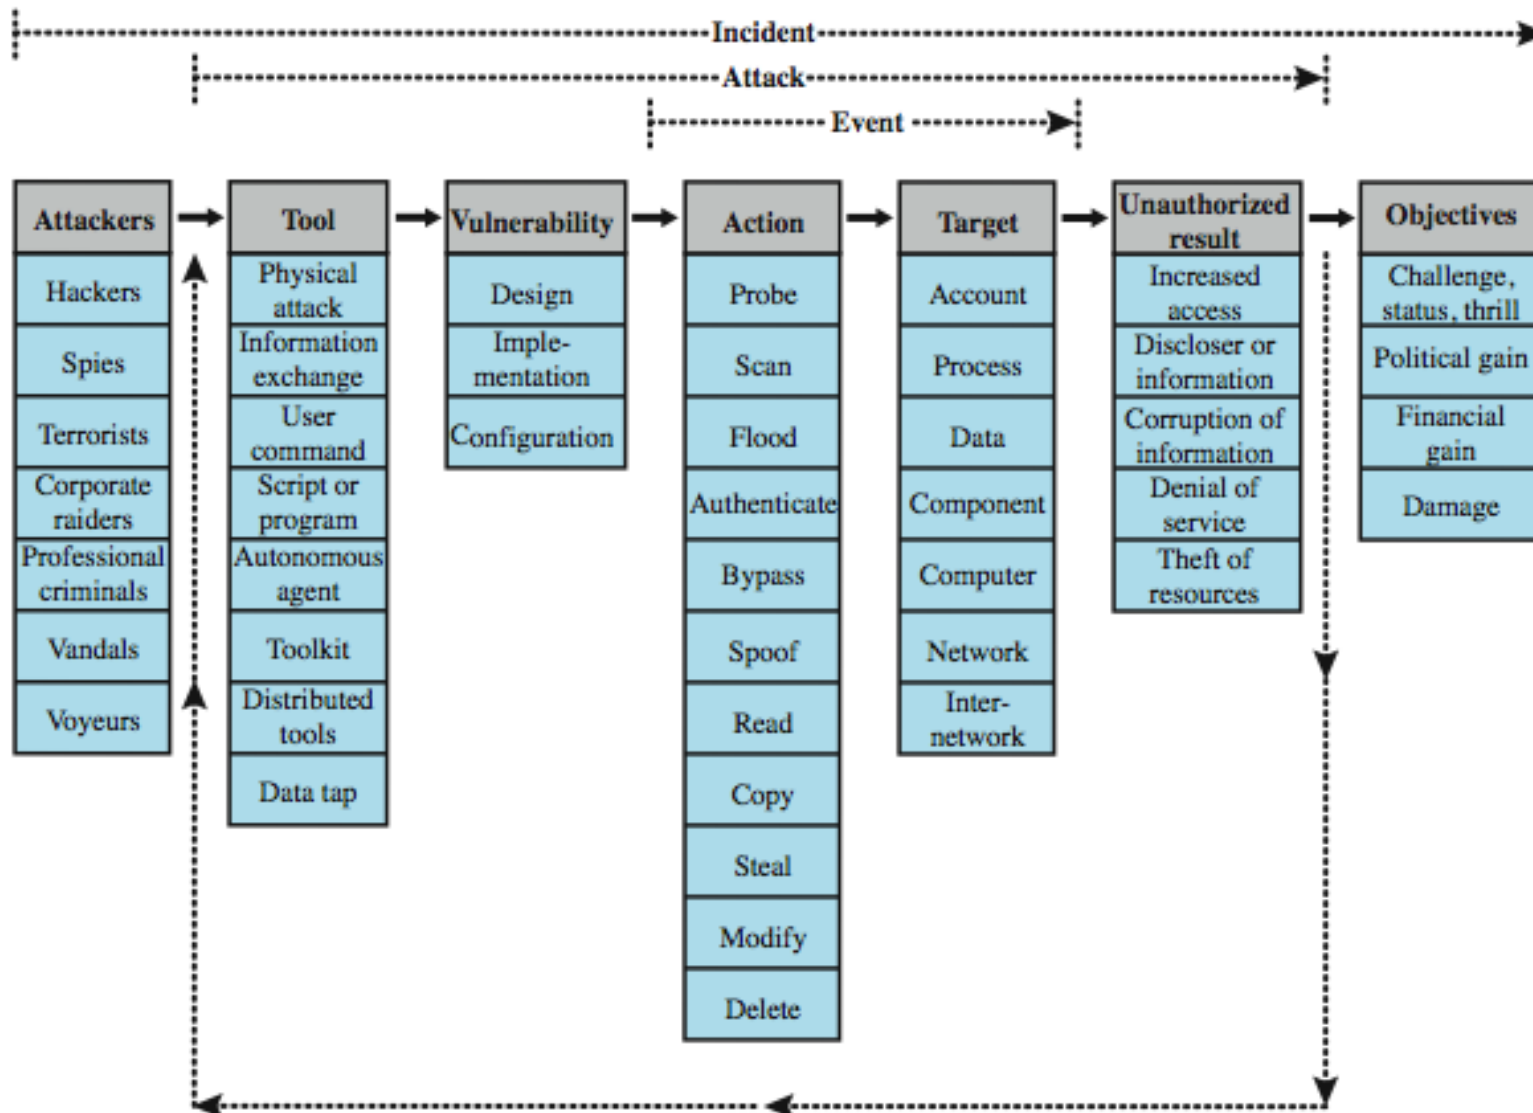 Incident
Attack
Event
Attackers
Hackers
Spies
Terrorists
Corporate
raiders
Professional
criminals
Vandals
Voyeurs
Tool
Physical
attack
Information
exchange
User
command
Script or
program
Autonomous
agent
Toolkit
Distributed
tools
Data tap
Vulnerability
Design
Imple-
mentation
Configuration
Action
Probe
Scan
Flood
Authenticate
Bypass
Spoof
Read
Copy
Steal
Modify
Delete
Target
Account
Process
Data
Component
Computer
Network
Inter-
network
Unauthorized
result
Increased
access
Discloser or
information
Corruption of
information
Denial of
service
Theft of
resources
Objectives
Challenge,
status, thrill
Political gain
Financial
gain
Damage